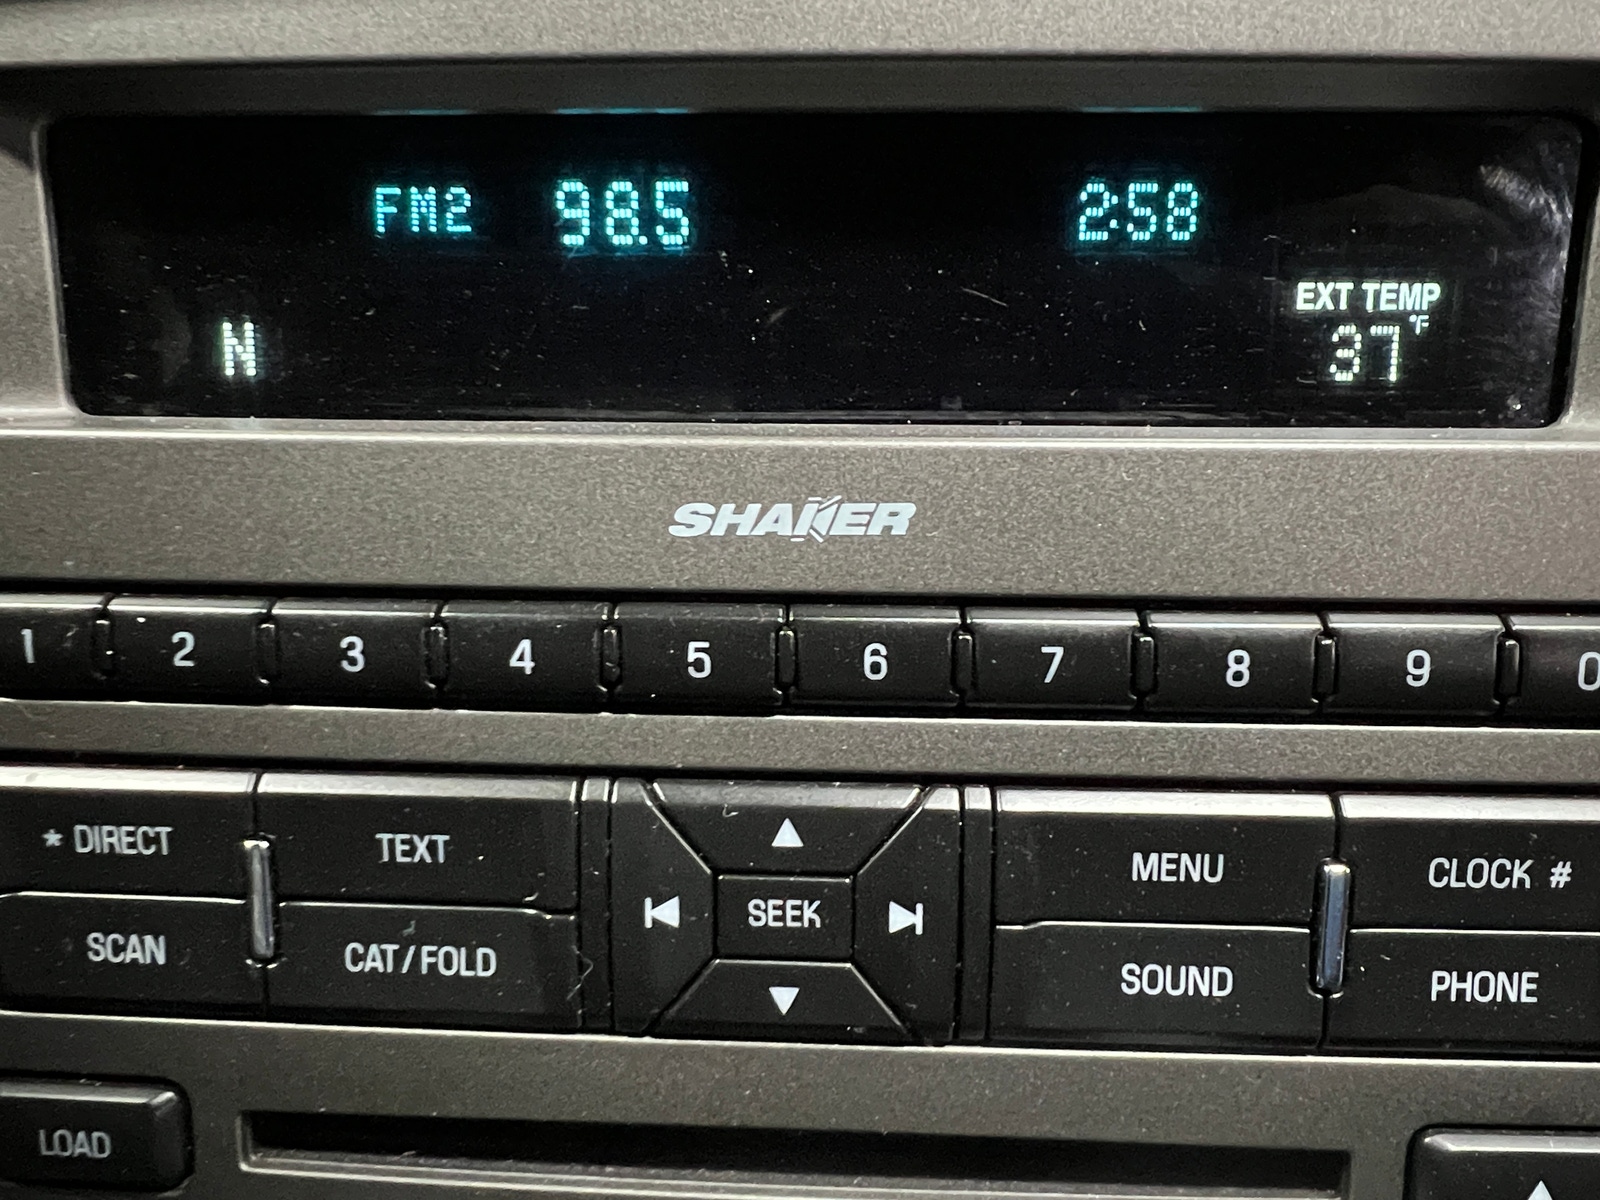 FM2 98.5 2:58
EXT TEMP
N 37 °F
SHAKER
1 2 3 4 5 6 7 8 9 0
* DIRECT TEXT MENU CLOCK #
SEEK
SCAN CAT/FOLD SOUND PHONE
LOAD